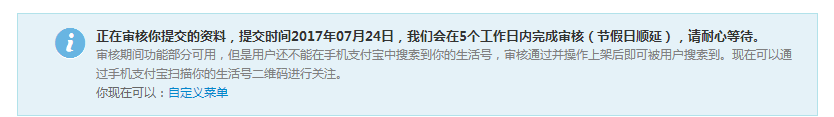 正在审核你提交的资料，提交时间2017年07月24日，我们会在5个工作日内完成审核（节假日顺延），请耐心等待。
审核期间功能部分可用，但是用户还不能在手机支付宝中搜索到你的生活号，审核通过并操作上架后即可被用户搜索到。现在可以通
过手机支付宝扫描你的生活号二维码进行关注。
你现在可以：自定义菜单